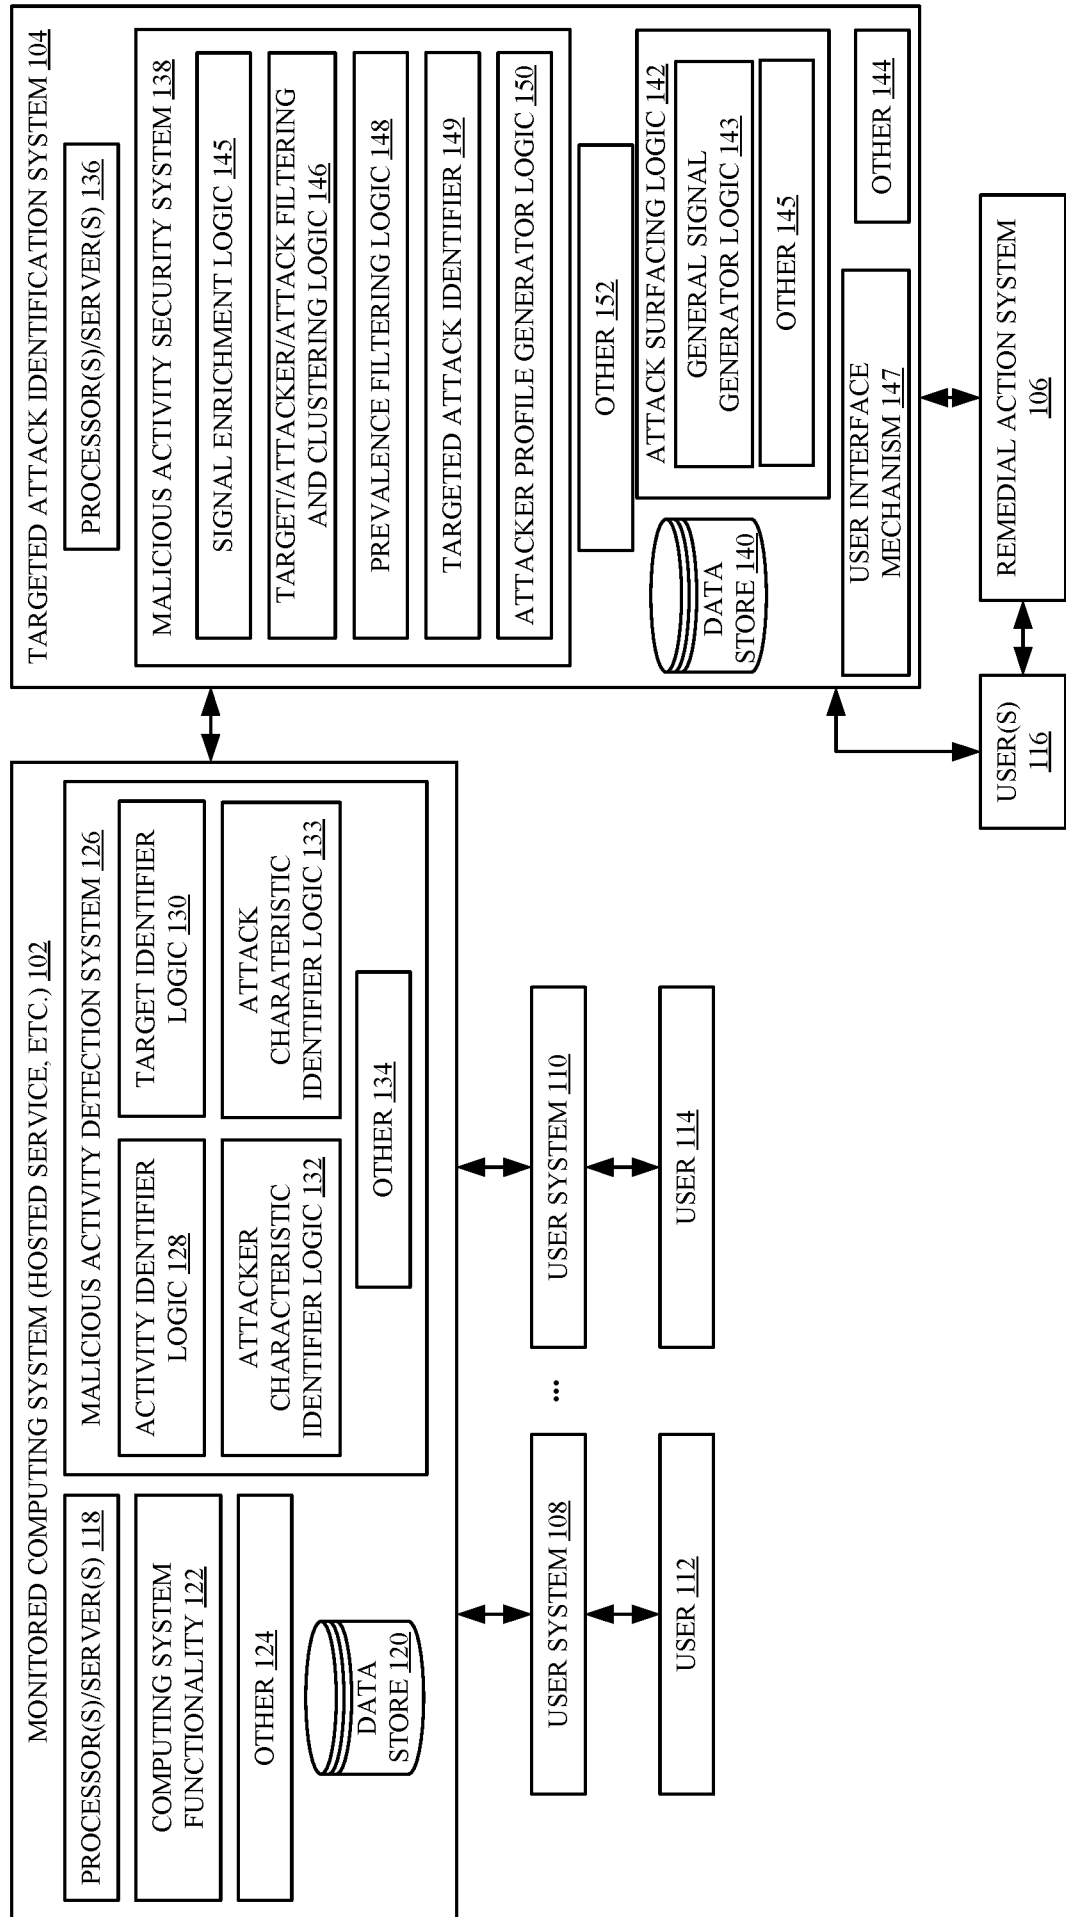 MONITORED COMPUTING SYSTEM (HOSTED SERVICE, ETC.) 102
PROCESSOR(S)/SERVER(S) 118
COMPUTING SYSTEM
FUNCTIONALITY 122
OTHER 124
DATA
STORE 120
MALICIOUS ACTIVITY DETECTION SYSTEM 126
ACTIVITY IDENTIFIER
LOGIC 128
TARGET IDENTIFIER
LOGIC 130
ATTACKER
CHARACTERISTIC
IDENTIFIER LOGIC 132
ATTACK
CHARATERISTIC
IDENTIFIER LOGIC 133
OTHER 134
USER SYSTEM 108
...
USER SYSTEM 110
USER 112
USER 114
TARGETED ATTACK IDENTIFICATION SYSTEM 104
PROCESSOR(S)/SERVER(S) 136
MALICIOUS ACTIVITY SECURITY SYSTEM 138
SIGNAL ENRICHMENT LOGIC 145
TARGET/ATTACKER/ATTACK FILTERING
AND CLUSTERING LOGIC 146
PREVALENCE FILTERING LOGIC 148
TARGETED ATTACK IDENTIFIER 149
ATTACKER PROFILE GENERATOR LOGIC 150
OTHER 152
DATA
STORE 140
ATTACK SURFACING LOGIC 142
GENERAL SIGNAL
GENERATOR LOGIC 143
OTHER 145
USER INTERFACE
MECHANISM 147
OTHER 144
USER(S)
116
REMEDIAL ACTION SYSTEM
106